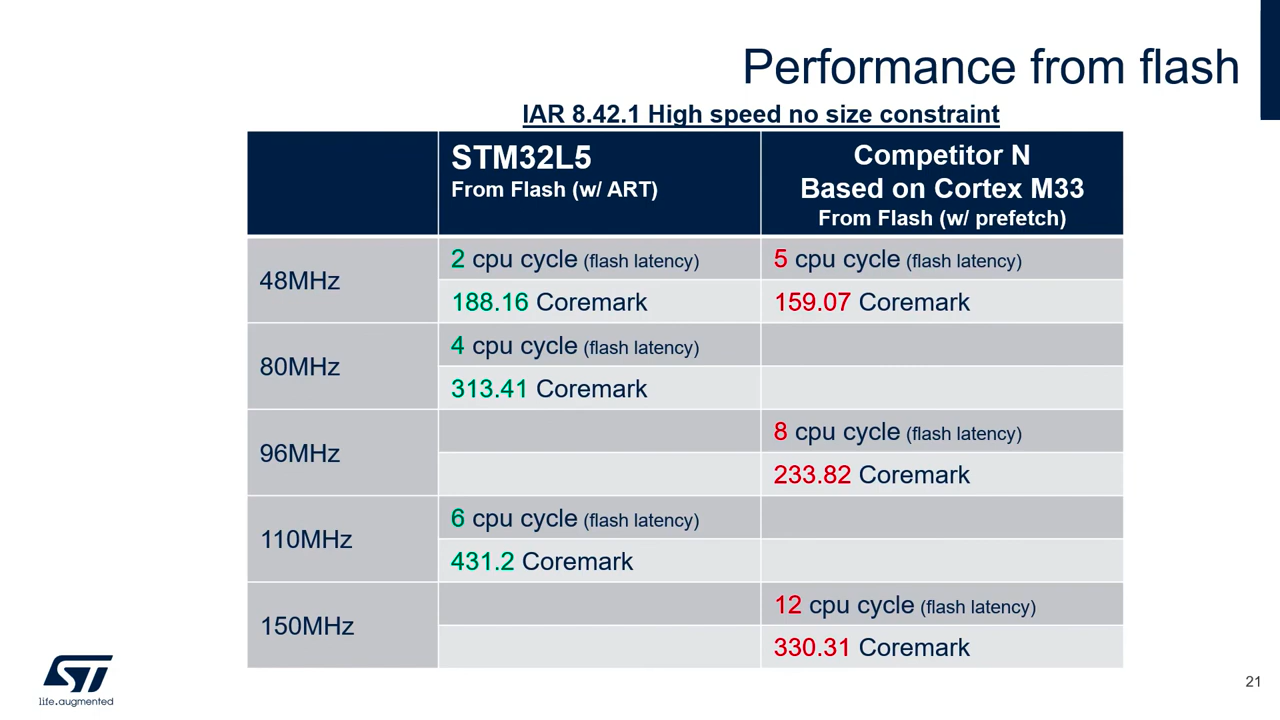 Performance from flash
IAR 8.42.1 High speed no size constraint
STM32L5
From Flash (w/ ART)
Competitor N
Based on Cortex M33
From Flash (w/ prefetch)
48MHz
2 cpu cycle (flash latency)
5 cpu cycle (flash latency)
188.16 Coremark
159.07 Coremark
80MHz
4 cpu cycle (flash latency)
313.41 Coremark
96MHz
8 cpu cycle (flash latency)
233.82 Coremark
110MHz
6 cpu cycle (flash latency)
431.2 Coremark
150MHz
12 cpu cycle (flash latency)
330.31 Coremark
ST
life.augmented
21